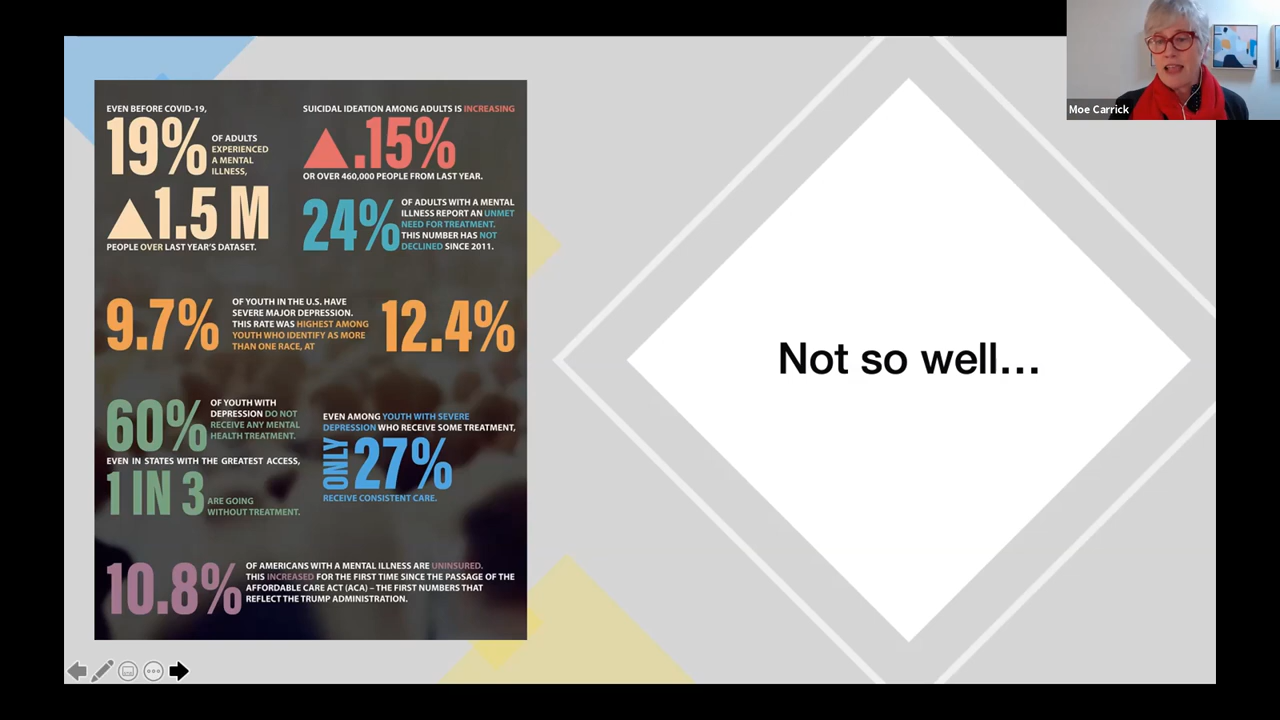 EVEN BEFORE COVID-19,
19%
OF ADULTS
EXPERIENCED
A MENTAL
ILLNESS,
▲1.5 M
PEOPLE OVER LAST YEAR'S DATASET.
SUICIDAL IDEATION AMONG ADULTS IS INCREASING
▲.15%
OR OVER 460,000 PEOPLE FROM LAST YEAR.
24%
OF ADULTS WITH A MENTAL
ILLNESS REPORT AN UNMET
NEED FOR TREATMENT.
THIS NUMBER HAS NOT
DECLINED SINCE 2011.
9.7%
OF YOUTH IN THE U.S. HAVE
SEVERE MAJOR DEPRESSION.
THIS RATE WAS HIGHEST AMONG
YOUTH WHO IDENTIFY AS MORE
THAN ONE RACE, AT
12.4%
60%
OF YOUTH WITH
DEPRESSION DO NOT
RECEIVE ANY MENTAL
HEALTH TREATMENT.
EVEN IN STATES WITH THE GREATEST ACCESS,
1 IN 3
ARE GOING
WITHOUT TREATMENT.
EVEN AMONG YOUTH WITH SEVERE
DEPRESSION WHO RECEIVE SOME TREATMENT,
ONLY
27%
RECEIVE CONSISTENT CARE.
10.8%
OF AMERICANS WITH A MENTAL ILLNESS ARE UNINSURED.
THIS INCREASED FOR THE FIRST TIME SINCE THE PASSAGE OF THE
AFFORDABLE CARE ACT (ACA) – THE FIRST NUMBERS THAT
REFLECT THE TRUMP ADMINISTRATION.
Not so well…
Moe Carrick